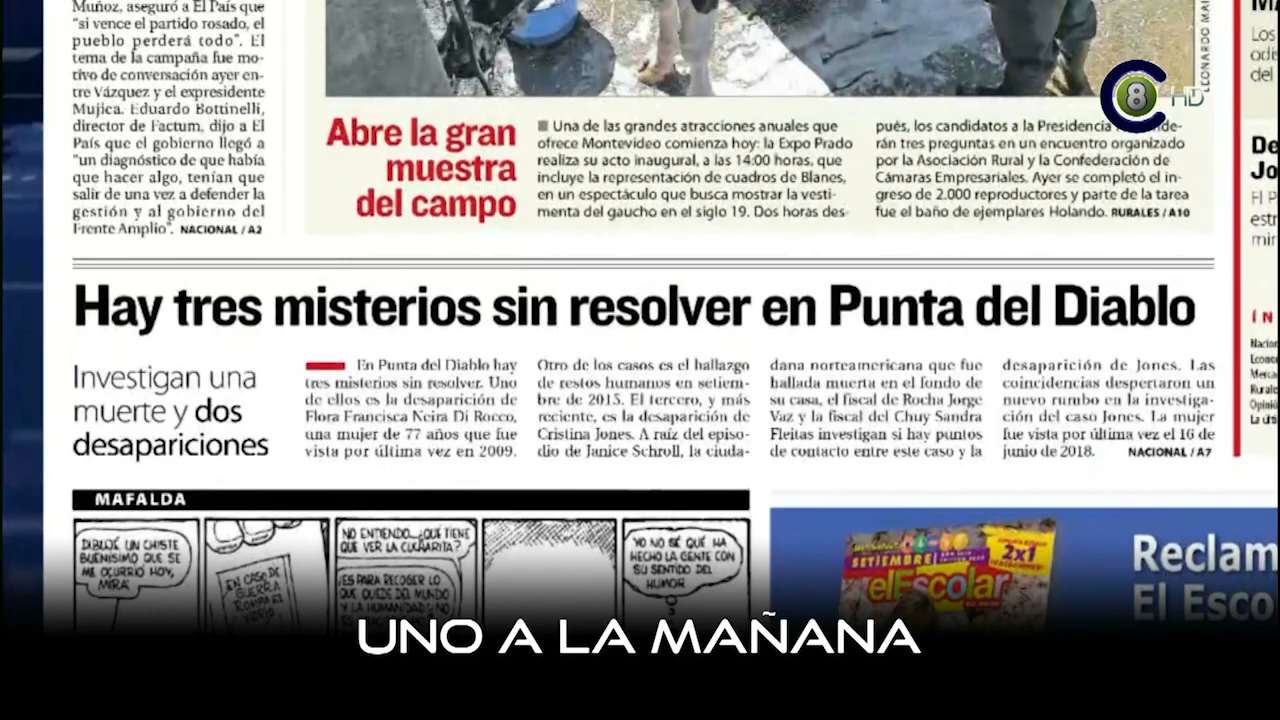 Muñoz, aseguró a El País que
"si vence el partido rosado, el
pueblo perderá todo". El
tema de la campaña fue mo-
tivo de conversación ayer en-
tre Vázquez y el expresidente
Mujica. Eduardo Bottinelli,
director de Factum, dijo a El
País que el gobierno llegó a
"un diagnóstico de que había
que hacer algo, tenían que
salir de una vez a defender la
gestión y al gobierno del
Frente Amplio". NACIONAL / A2
Abre la gran
muestra
del campo
Una de las grandes atracciones anuales que
ofrece Montevideo comienza hoy: la Expo Prado
realiza su acto inaugural, a las 14:00 horas, que
incluye la representación de cuadros de Blanes,
en un espectáculo que busca mostrar la vesti-
menta del gaucho en el siglo 19. Dos horas des-
pués, los candidatos a la Presidencia de-
rán tres preguntas en un encuentro organizado
por la Asociación Rural y la Confederación de
Cámaras Empresariales. Ayer se completó el in-
greso de 2.000 reproductores y parte de la tarea
fue el baño de ejemplares Holando. RURALES / A10
LEONARDO
8 HD
Los
del
De
Jo
El P
estr
Hay tres misterios sin resolver en Punta del Diablo
Investigan una
muerte y dos
desapariciones
En Punta del Diablo hay
tres misterios sin resolver. Uno
de ellos es la desaparición de
Flora Francisca Neira Di Rocco,
una mujer de 77 años que fue
vista por última vez en 2009.
Otro de los casos es el hallazgo
de restos humanos en setiem-
bre de 2015. El tercero, y más
reciente, es la desaparición de
Cristina Jones. A raíz del episo-
dio de Janice Schroll, la ciuda-
dana norteamericana que fue
hallada muerta en el fondo de
su casa, el fiscal de Rocha Jorge
Vaz y la fiscal del Chuy Sandra
Fleitas investigan si hay puntos
de contacto entre este caso y la
desaparición de Jones. Las
coincidencias despertaron un
nuevo rumbo en la investiga-
ción del caso Jones. La mujer
fue vista por última vez el 16 de
junio de 2018. NACIONAL / A7
MAFALDA
DIBUJÉ UN CHISTE
BUENÍSIMO QUE SE
ME OCURRIÓ HOY,
MIRÁ
EN CASO DE
GUERRA
ROMPA EL
VIDRIO
NO ENTIENDO...¿QUÉ TIENE
QUE VER LA CUCHARITA?
¡ES PARA RECOGER LO
QUE QUEDE DEL MUNDO
Y LA HUMANIDAD!
YO NO SÉ QUÉ HA
HECHO LA GENTE CON
SU SENTIDO DEL
HUMOR
SETIEMBRE
2x1
elEscolar
Reclam
El Esco
UNO A LA MAÑANA